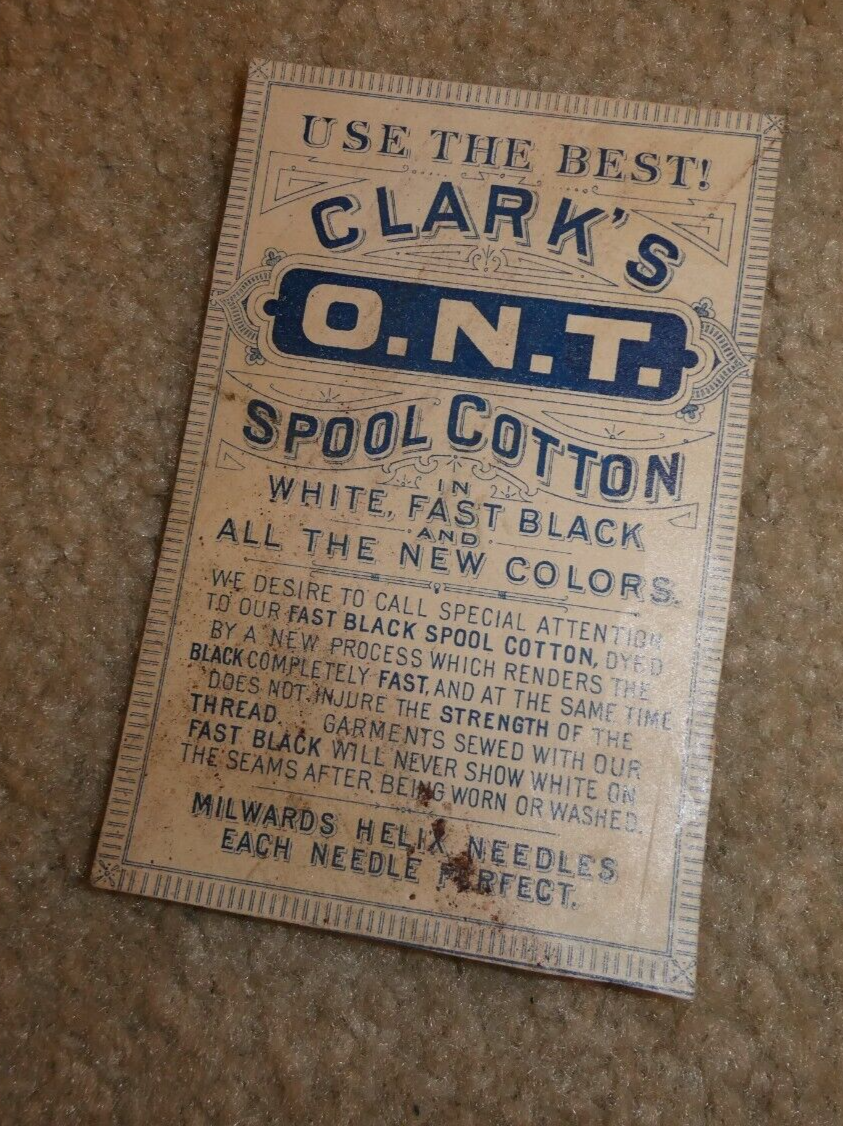 USE THE BEST!
CLARK'S
O.N.T.
SPOOL COTTON
IN
WHITE, FAST BLACK
AND
ALL THE NEW COLORS.
WE DESIRE TO CALL SPECIAL ATTENTION
TO OUR FAST BLACK SPOOL COTTON, DYED
BY A NEW PROCESS WHICH RENDERS THE
BLACK COMPLETELY FAST, AND AT THE SAME TIME
DOES NOT INJURE THE STRENGTH OF THE
THREAD. GARMENTS SEWED WITH OUR
FAST BLACK WILL NEVER SHOW WHITE ON
THE SEAMS AFTER BEING WORN OR WASHED.
MILWARDS HELIX NEEDLES
EACH NEEDLE PERFECT.